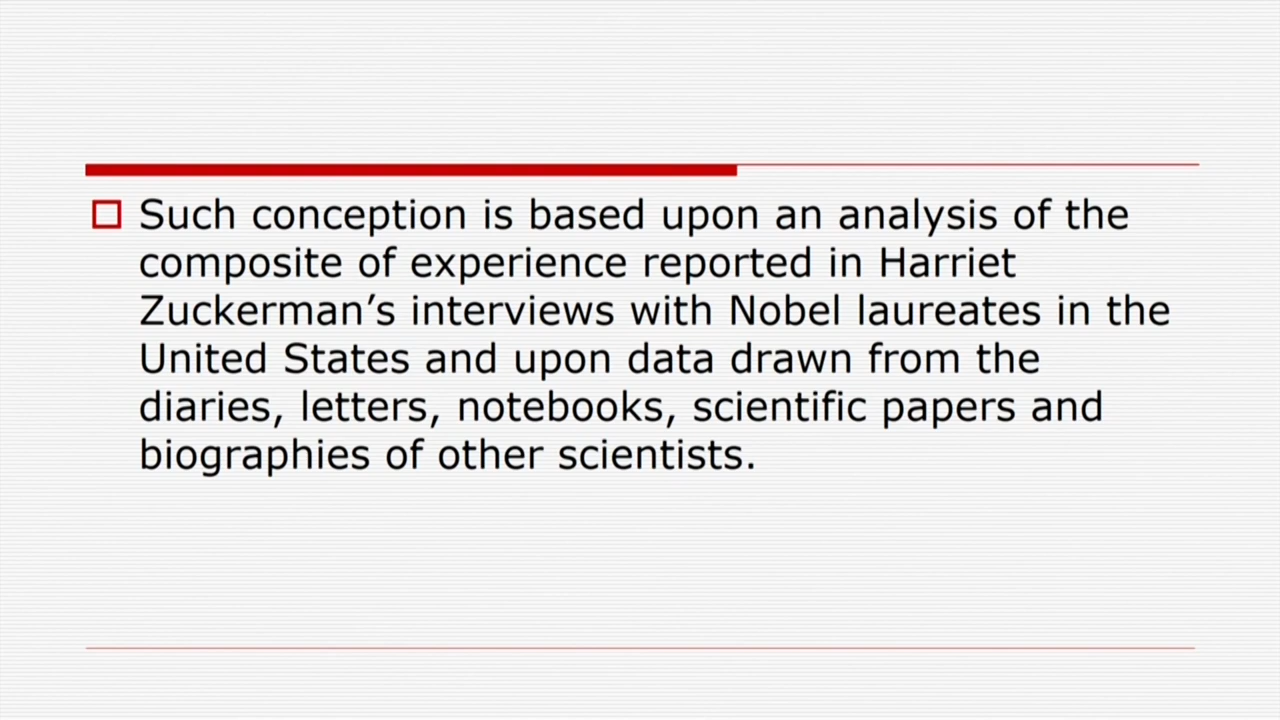 Such conception is based upon an analysis of the
composite of experience reported in Harriet
Zuckerman’s interviews with Nobel laureates in the
United States and upon data drawn from the
diaries, letters, notebooks, scientific papers and
biographies of other scientists.